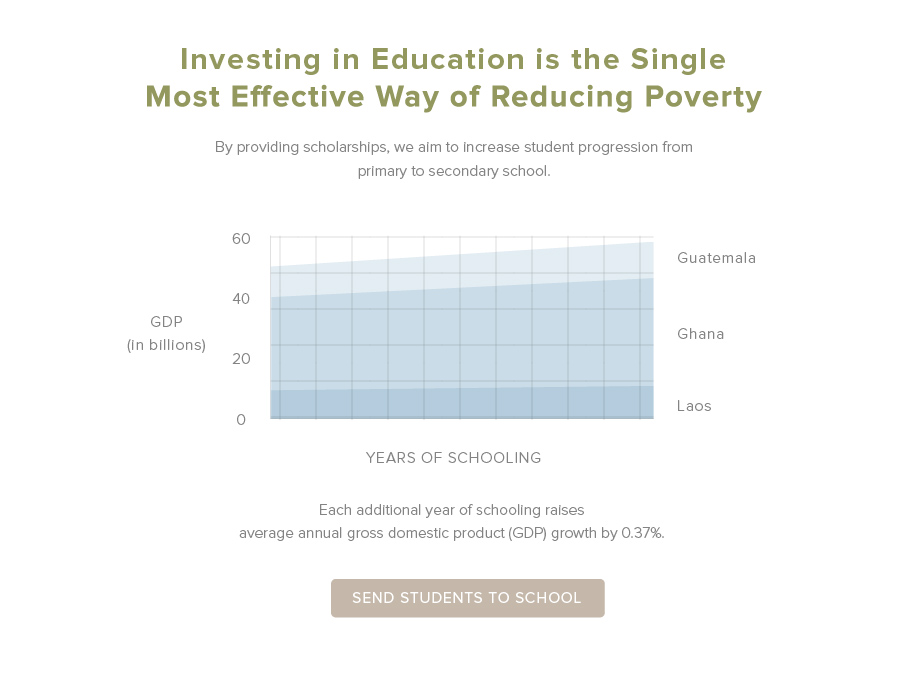 Investing in Education is the Single
Most Effective Way of Reducing Poverty
By providing scholarships, we aim to increase student progression from
primary to secondary school.
60
40
20
0
GDP
(in billions)
Guatemala
Ghana
Laos
YEARS OF SCHOOLING
Each additional year of schooling raises
average annual gross domestic product (GDP) growth by 0.37%.
SEND STUDENTS TO SCHOOL